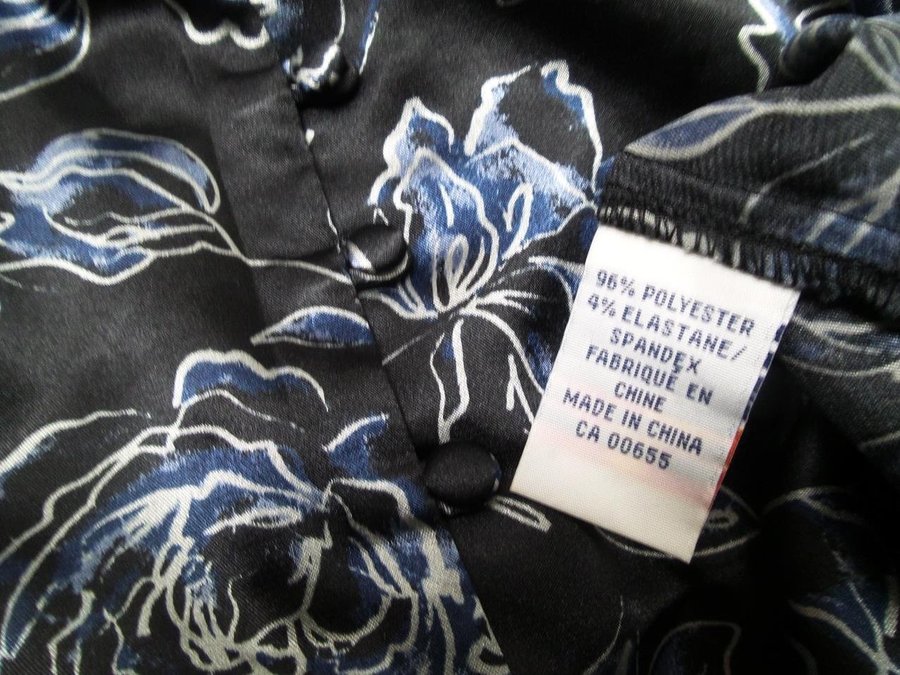 96% POLYESTER
4% ELASTANE/
SPANDEX
FABRIQUÉ EN
CHINE
MADE IN CHINA
CA 00655